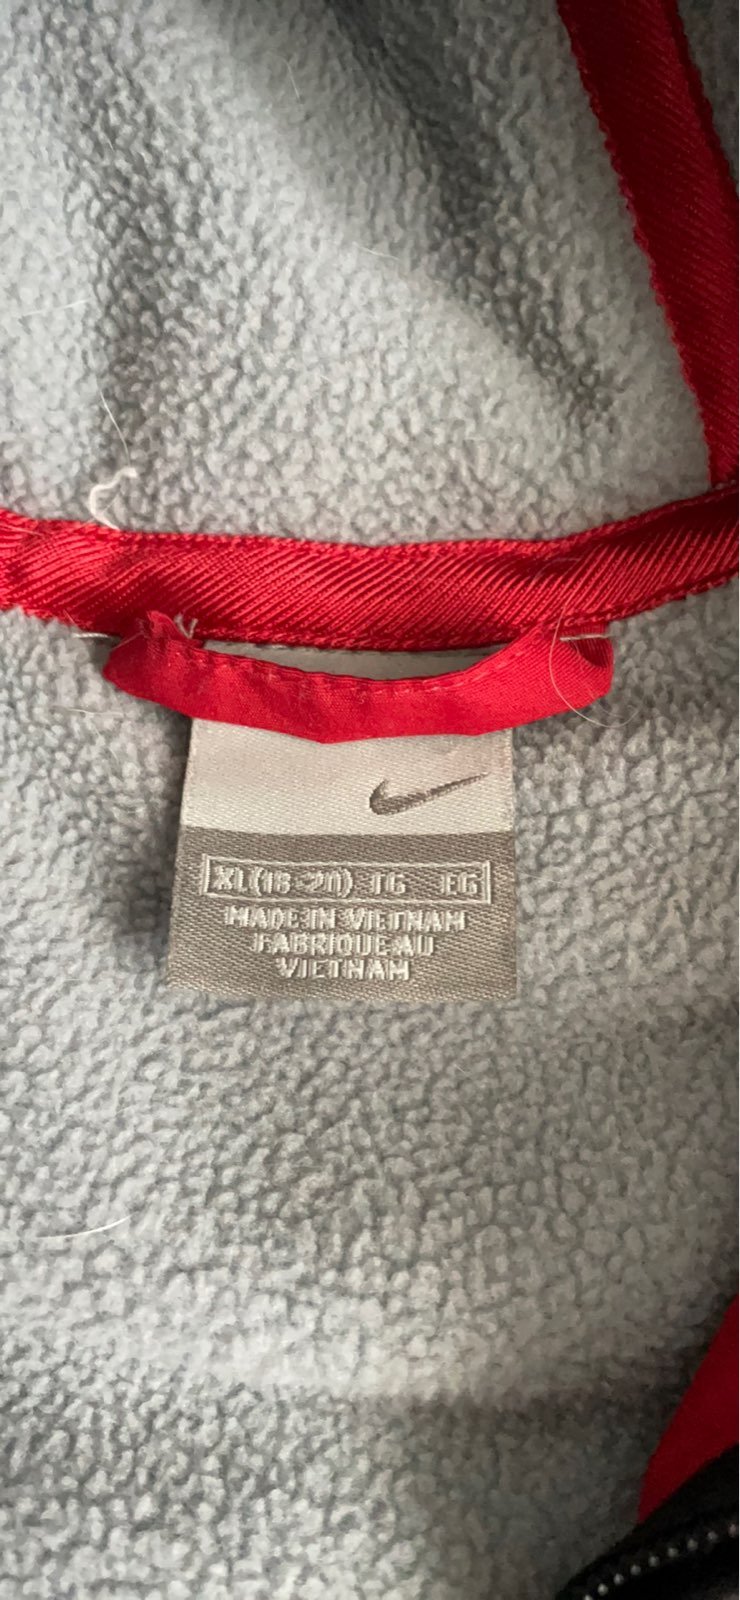 XL(18-20) TG EG
MADE IN VIETNAM
FABRIQUE AU
VIETNAM